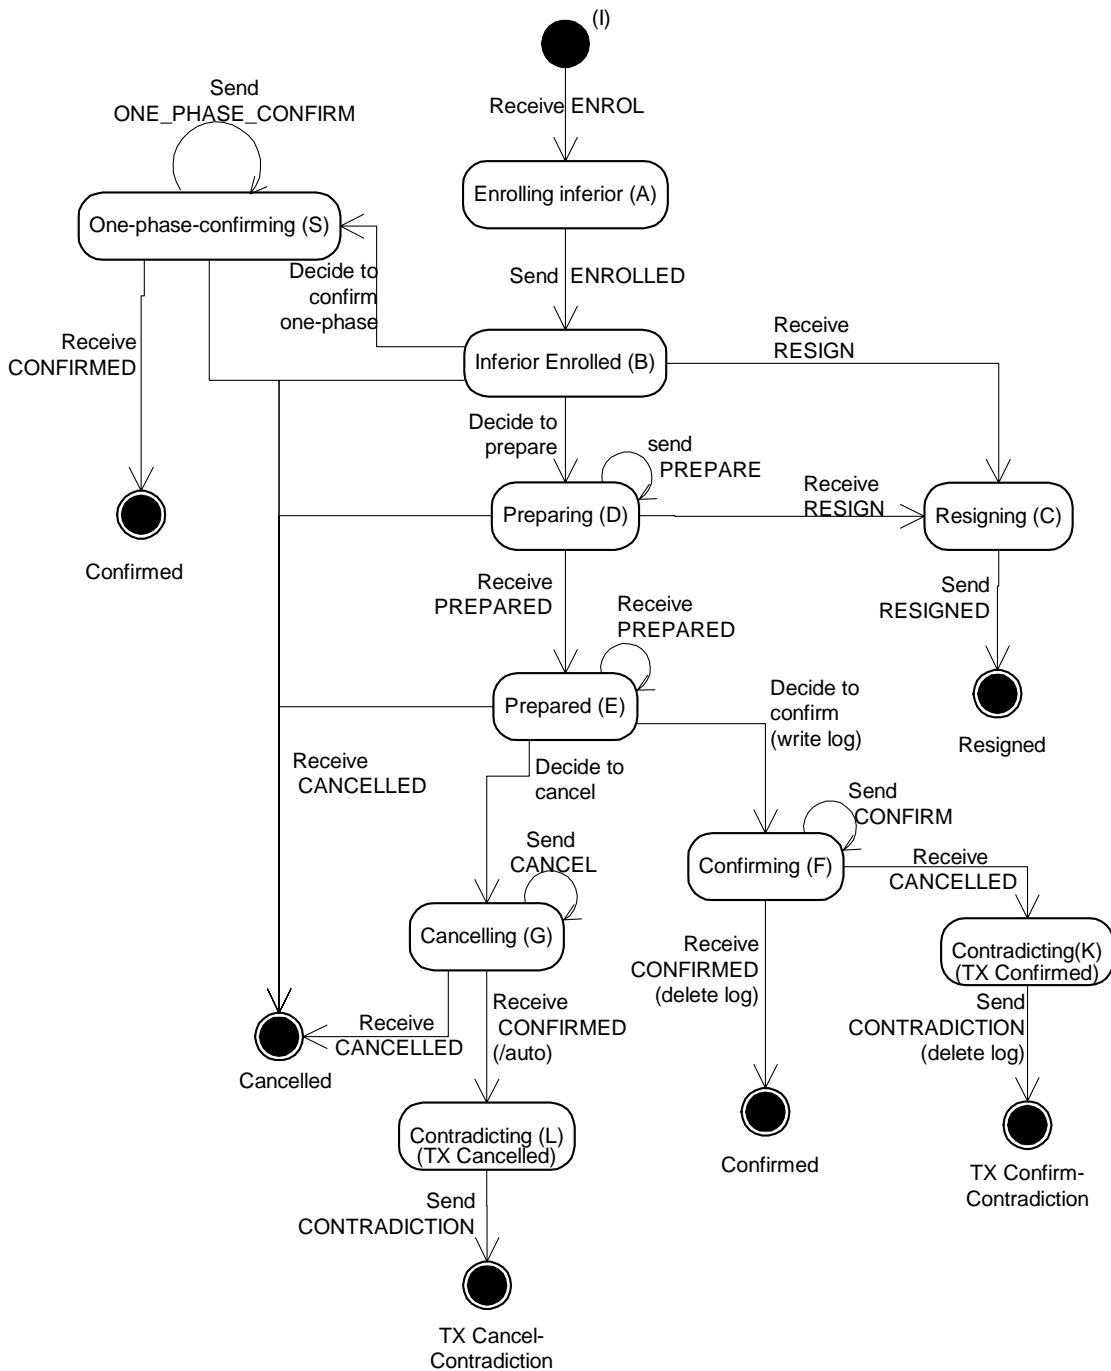 (I)
Send
ONE_PHASE_CONFIRM
Receive ENROL
Enrolling inferior (A)
One-phase-confirming (S)
Send ENROLLED
Decide to
confirm
one-phase
Receive
RESIGN
Receive
CONFIRMED
Inferior Enrolled (B)
Decide to
prepare
send
PREPARE
Receive
RESIGN
Preparing (D)
Resigning (C)
Confirmed
Receive
PREPARED
Receive
PREPARED
Send
RESIGNED
Prepared (E)
Decide to
confirm
(write log)
Resigned
Receive
CANCELLED
Decide to
cancel
Send
CONFIRM
Send
CANCEL
Confirming (F)
Receive
CANCELLED
Cancelling (G)
Receive
CONFIRMED
(delete log)
Contradicting(K)
(TX Confirmed)
Receive
CANCELLED
Receive
CONFIRMED
(/auto)
Send
CONTRADICTION
(delete log)
Cancelled
Contradicting (L)
(TX Cancelled)
Confirmed
TX Confirm-
Contradiction
Send
CONTRADICTION
TX Cancel-
Contradiction